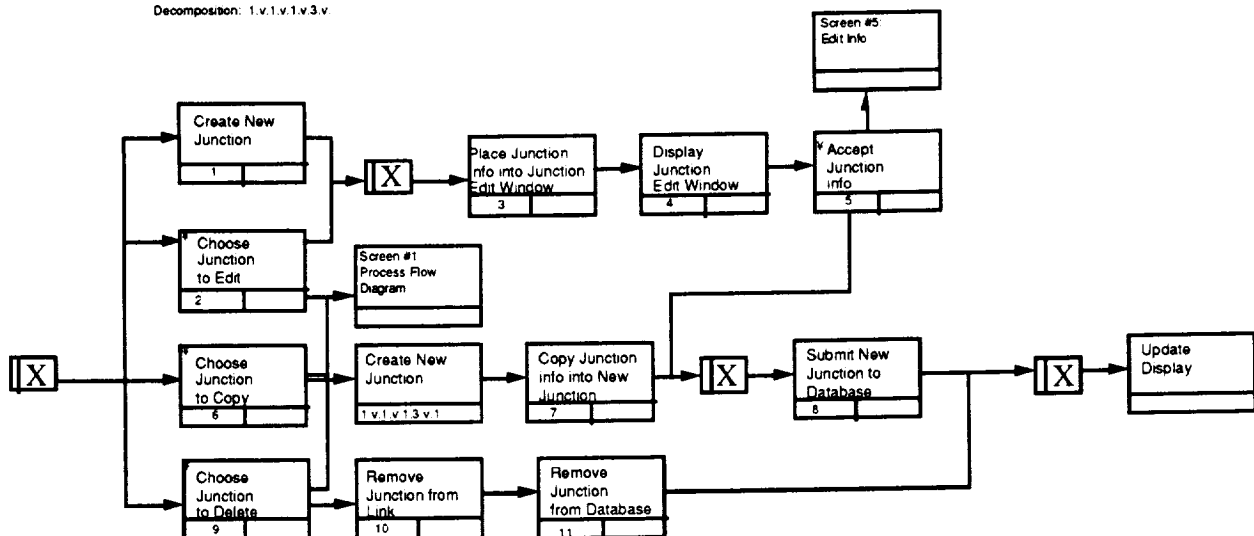 Decomposition: 1.v.1.v.1.v.3.v.
Screen #5:
Edit Info
Create New
Junction
1
X
Place Junction
Info into Junction
Edit Window
3
Display
Junction
Edit Window
4
Accept
Junction
Info
5
Choose
Junction
to Edit
2
Screen #1
Process Flow
Diagram
X
Choose
Junction
to Copy
6
Create New
Junction
1.v.1.v.1.3.v.1
Copy Junction
info into New
Junction
7
X
Submit New
Junction to
Database
8
X
Update
Display
Choose
Junction
to Delete
9
Remove
Junction from
Link
10
Remove
Junction
from Database
11